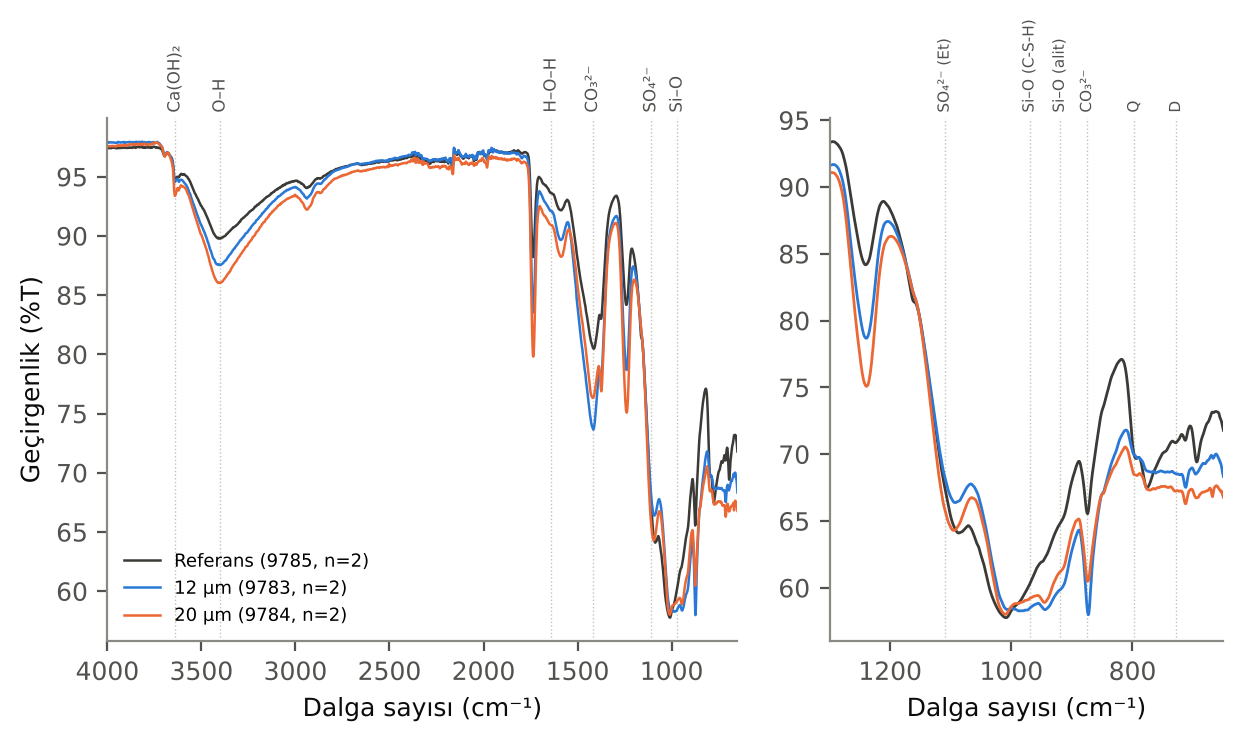 Ca(OH)₂
O–H
H–O–H
CO₃²⁻
SO₄²⁻
Si–O
95
90
85
80
75
70
65
60
Geçirgenlik (%T)
Referans (9785, n=2)
12 µm (9783, n=2)
20 µm (9784, n=2)
4000 3500 3000 2500 2000 1500 1000
Dalga sayısı (cm⁻¹)
SO₄²⁻ (Et)
Si–O (C-S-H)
Si–O (alit)
CO₃²⁻
Q
D
95
90
85
80
75
70
65
60
1200 1000 800
Dalga sayısı (cm⁻¹)